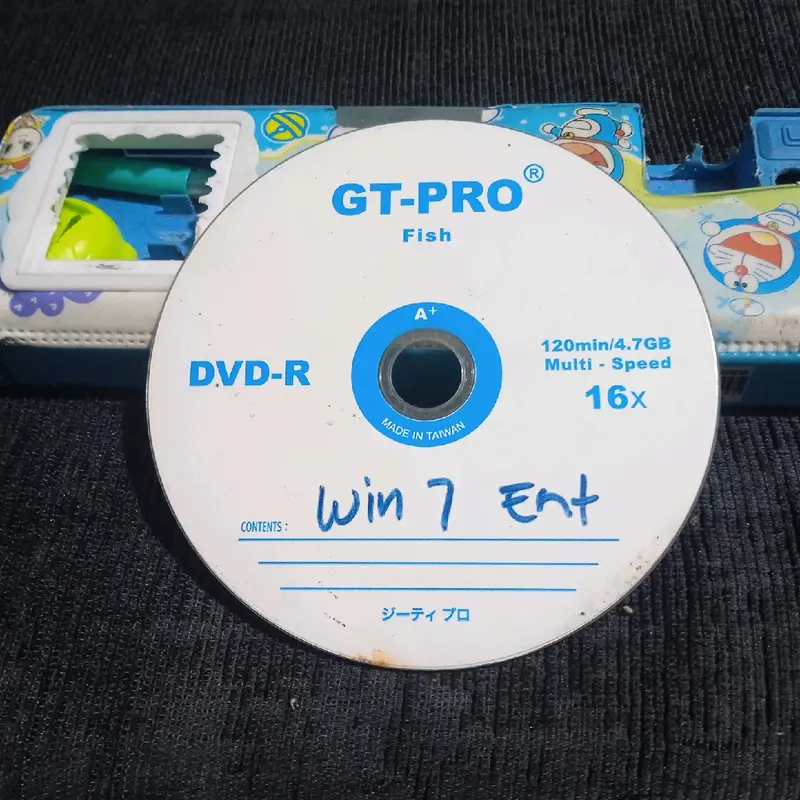 GT-PRO®
Fish
A+
DVD-R
120min/4.7GB
Multi - Speed
16x
MADE IN TAIWAN
CONTENTS : Win 7 Ent
ジーティ プロ